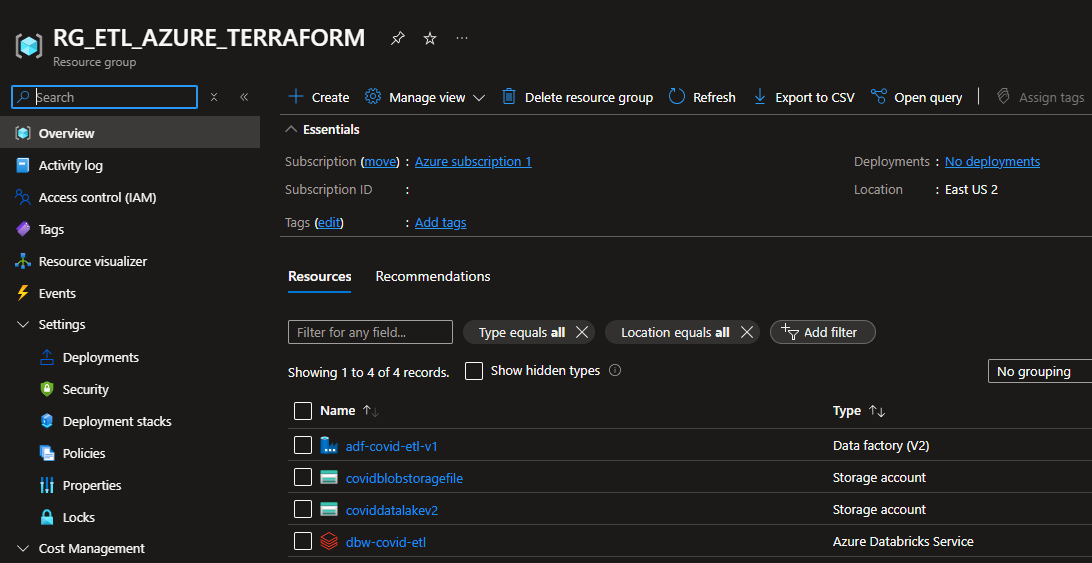 RG_ETL_AZURE_TERRAFORM
Resource group
Search
Create Manage view Delete resource group Refresh Export to CSV Open query Assign tags
Overview
Activity log
Access control (IAM)
Tags
Resource visualizer
Events
Settings
Deployments
Security
Deployment stacks
Policies
Properties
Locks
Cost Management
Essentials
Subscription (move) : Azure subscription 1
Subscription ID :
Tags (edit) : Add tags
Deployments : No deployments
Location : East US 2
Resources Recommendations
Filter for any field... Type equals all Location equals all Add filter
Showing 1 to 4 of 4 records. Show hidden types
No grouping
Name Type
adf-covid-etl-v1 Data factory (V2)
covidblobstoragefile Storage account
coviddatalakev2 Storage account
dbw-covid-etl Azure Databricks Service